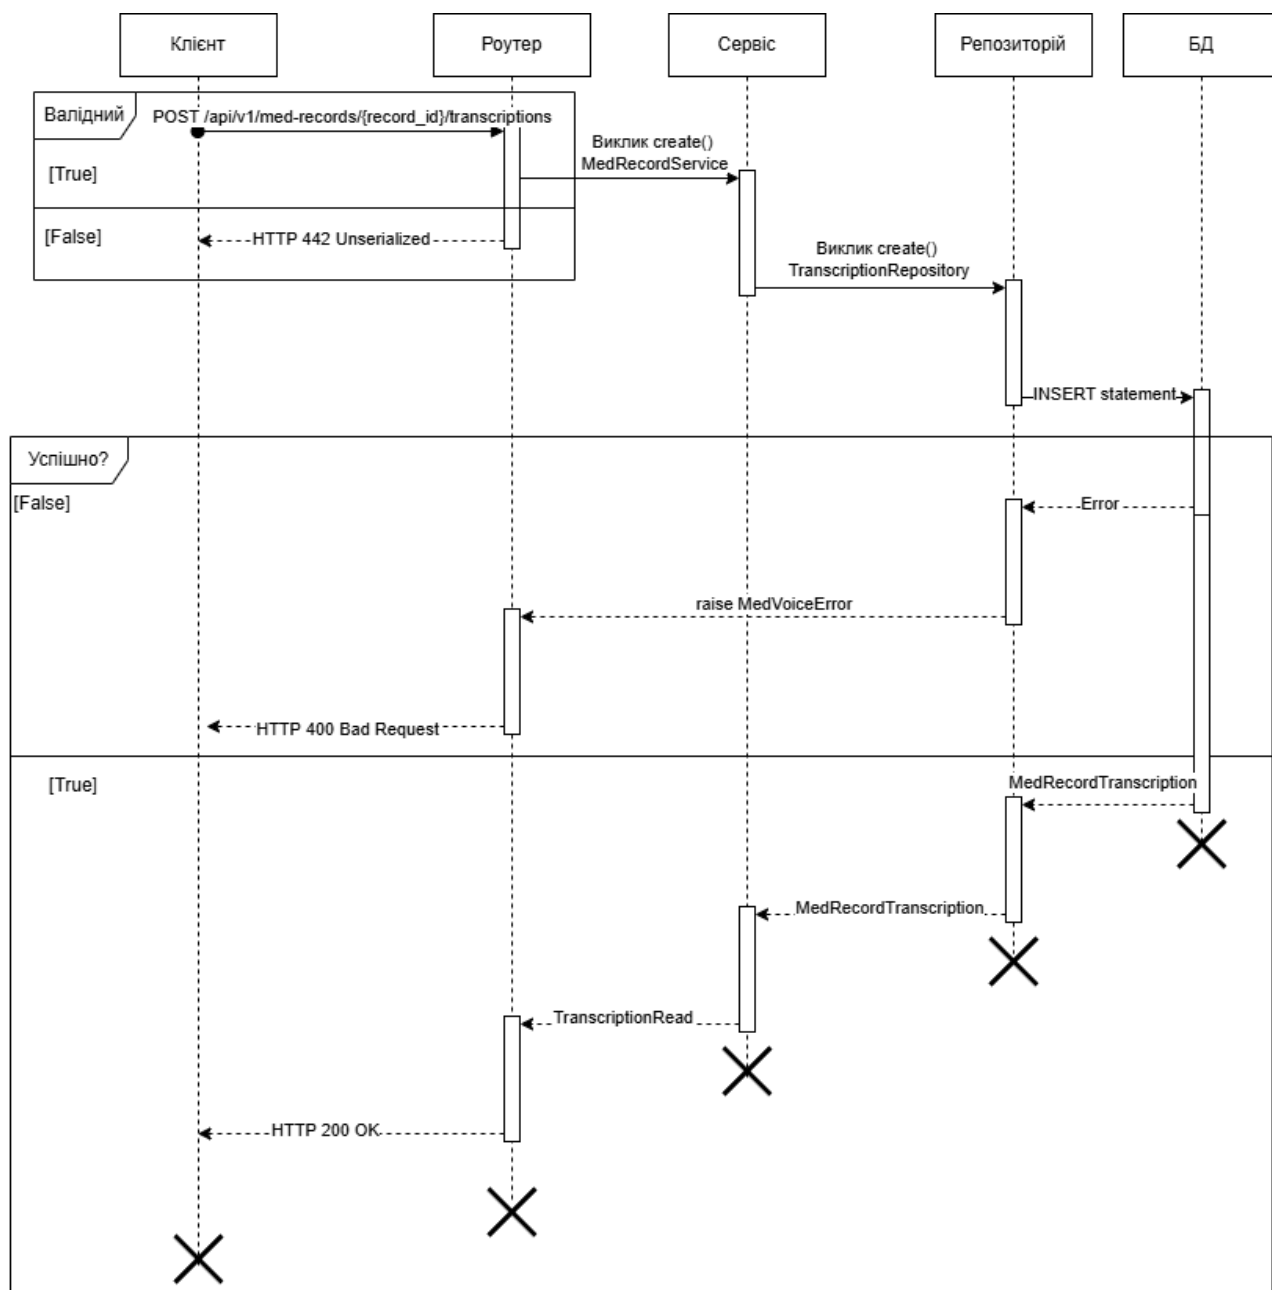 Клієнт
Роутер
Сервіс
Репозиторій
БД
Валідний
POST /api/v1/med-records/{record_id}/transcriptions
[True]
Виклик create()
MedRecordService
[False]
HTTP 442 Unserialized
Виклик create()
TranscriptionRepository
INSERT statement
Успішно?
[False]
Error
raise MedVoiceError
HTTP 400 Bad Request
[True]
MedRecordTranscription
MedRecordTranscription
TranscriptionRead
HTTP 200 OK